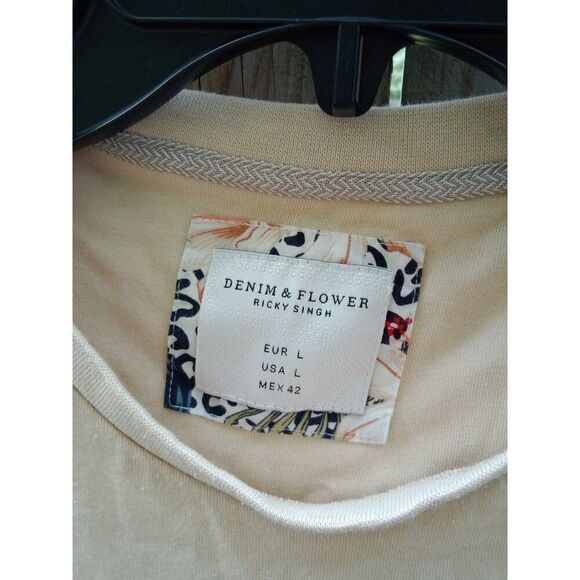 DENIM & FLOWER
RICKY SINGH
EUR L
USA L
MEX 42